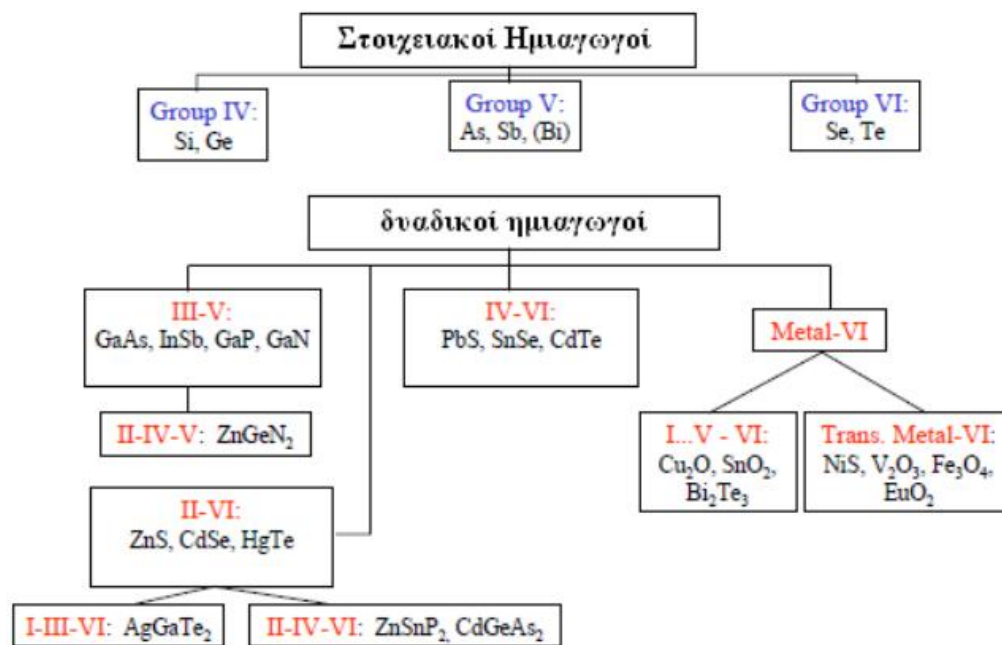 Στοιχειακοί Ημιαγωγοί
Group IV:
Si, Ge
Group V:
As, Sb, (Bi)
Group VI:
Se, Te
δυαδικοί ημιαγωγοί
III-V:
GaAs, InSb, GaP, GaN
IV-VI:
PbS, SnSe, CdTe
Metal-VI
II-IV-V: ZnGeN₂
I...V - VI:
Cu₂O, SnO₂,
Bi₂Te₃
Trans. Metal-VI:
NiS, V₂O₃, Fe₃O₄,
EuO₂
II-VI:
ZnS, CdSe, HgTe
I-III-VI: AgGaTe₂
II-IV-VI: ZnSnP₂, CdGeAs₂